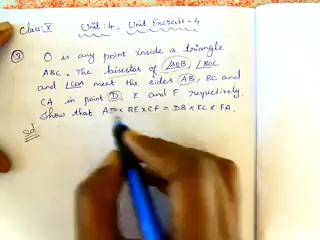 Class: X Unit: 4, Unit Exercise - 4
③ O is any point inside a triangle
ABC. The bisector of ∠AOB, ∠BOC
and ∠COA meet the sides AB, BC and
CA in point D, E and F respectively.
Show that AD × BE × CF = DB × EC × FA.
Sol